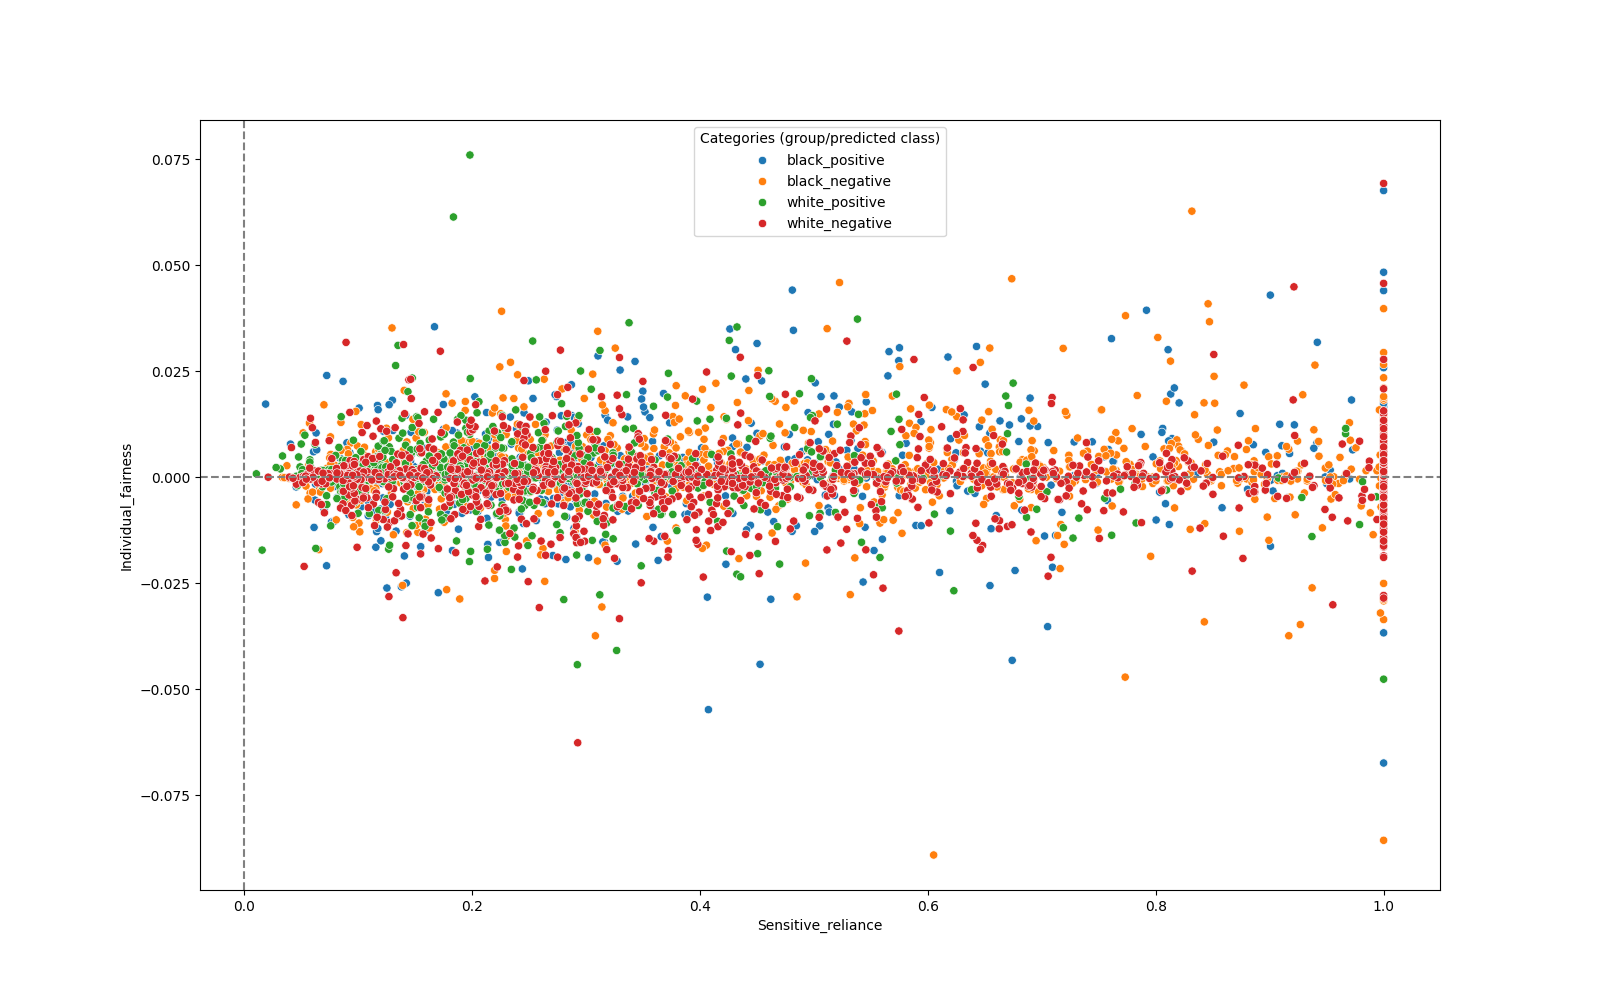 Categories (group/predicted class)
black_positive
black_negative
white_positive
white_negative
0.075
0.050
0.025
0.000
−0.025
−0.050
−0.075
Individual_fairness
0.0
0.2
0.4
0.6
0.8
1.0
Sensitive_reliance